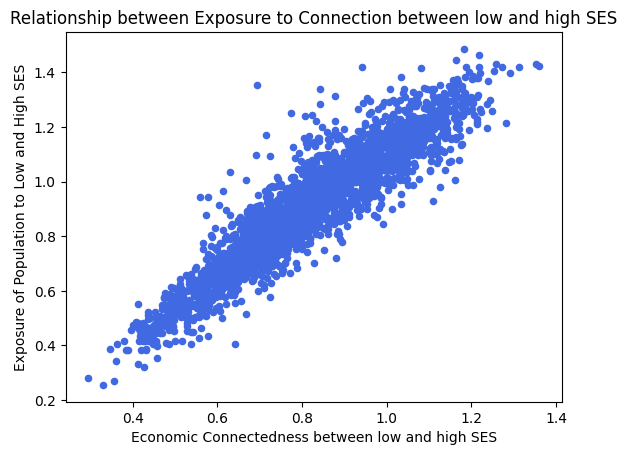 Relationship between Exposure to Connection between low and high SES
Exposure of Population to Low and High SES
1.4
1.2
1.0
0.8
0.6
0.4
0.2
0.4 0.6 0.8 1.0 1.2 1.4
Economic Connectedness between low and high SES